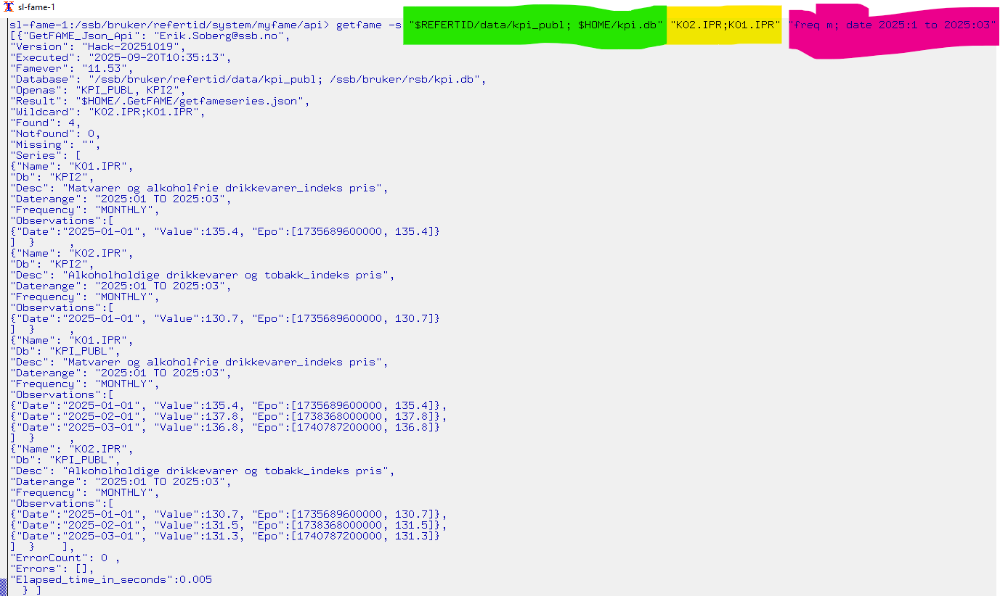 sl-fame-1
sl-fame-1:/ssb/bruker/refertid/system/myfame/api> getfame -s "$REFERTID/data/kpi_publ; $HOME/kpi.db" "K02.IPR;K01.IPR" "freq m; date 2025:1 to 2025:03"
[{"GetFAME_Json_Api": "Erik.Soberg@ssb.no",
"Version": "Hack-20251019",
"Executed": "2025-09-20T10:35:13",
"Famever": "11.53",
"Database": "/ssb/bruker/refertid/data/kpi_publ; /ssb/bruker/rsb/kpi.db",
"Openas": "KPI_PUBL, KPI2",
"Result": "$HOME/.GetFAME/getfameseries.json",
"Wildcard": "K02.IPR;K01.IPR",
"Found": 4,
"Notfound": 0,
"Missing": "",
"Series": [
{"Name": "K01.IPR",
"Db": "KPI2",
"Desc": "Matvarer og alkoholfrie drikkevarer_indeks pris",
"Daterange": "2025:01 TO 2025:03",
"Frequency": "MONTHLY",
"Observations":[
{"Date":"2025-01-01", "Value":135.4, "Epo":[1735689600000, 135.4]}
]  }     ,
{"Name": "K02.IPR",
"Db": "KPI2",
"Desc": "Alkoholholdige drikkevarer og tobakk_indeks pris",
"Daterange": "2025:01 TO 2025:03",
"Frequency": "MONTHLY",
"Observations":[
{"Date":"2025-01-01", "Value":130.7, "Epo":[1735689600000, 130.7]}
]  }     ,
{"Name": "K01.IPR",
"Db": "KPI_PUBL",
"Desc": "Matvarer og alkoholfrie drikkevarer_indeks pris",
"Daterange": "2025:01 TO 2025:03",
"Frequency": "MONTHLY",
"Observations":[
{"Date":"2025-01-01", "Value":135.4, "Epo":[1735689600000, 135.4]},
{"Date":"2025-02-01", "Value":137.8, "Epo":[1738368000000, 137.8]},
{"Date":"2025-03-01", "Value":136.8, "Epo":[1740787200000, 136.8]}
]  }     ,
{"Name": "K02.IPR",
"Db": "KPI_PUBL",
"Desc": "Alkoholholdige drikkevarer og tobakk_indeks pris",
"Daterange": "2025:01 TO 2025:03",
"Frequency": "MONTHLY",
"Observations":[
{"Date":"2025-01-01", "Value":130.7, "Epo":[1735689600000, 130.7]},
{"Date":"2025-02-01", "Value":131.5, "Epo":[1738368000000, 131.5]},
{"Date":"2025-03-01", "Value":131.3, "Epo":[1740787200000, 131.3]}
]  }    ],
"ErrorCount": 0 ,
"Errors": [],
"Elapsed_time_in_seconds":0.005
  } ]